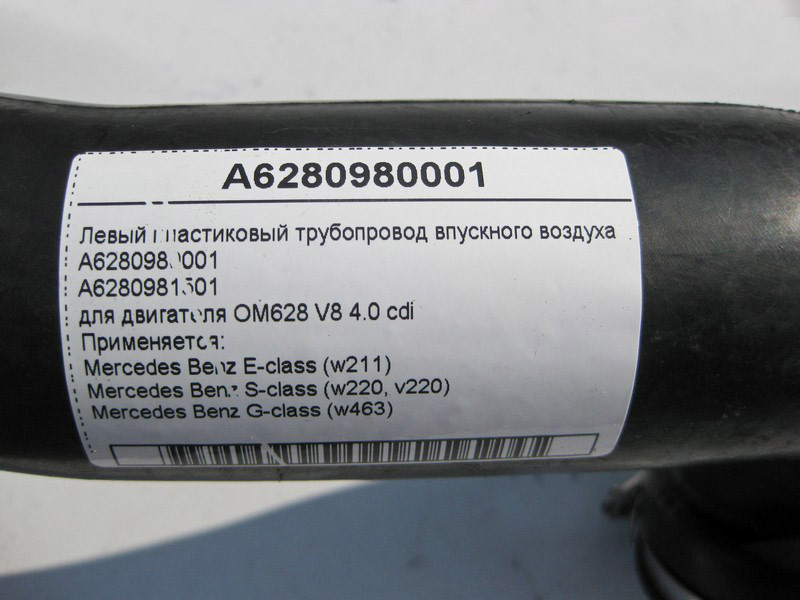 A6280980001
Левый пластиковый трубопровод впускного воздуха
A6280980001
A6280981501
для двигателя OM628 V8 4.0 cdi
Применяется:
Mercedes Benz E-class (w211)
Mercedes Benz S-class (w220, v220)
Mercedes Benz G-class (w463)